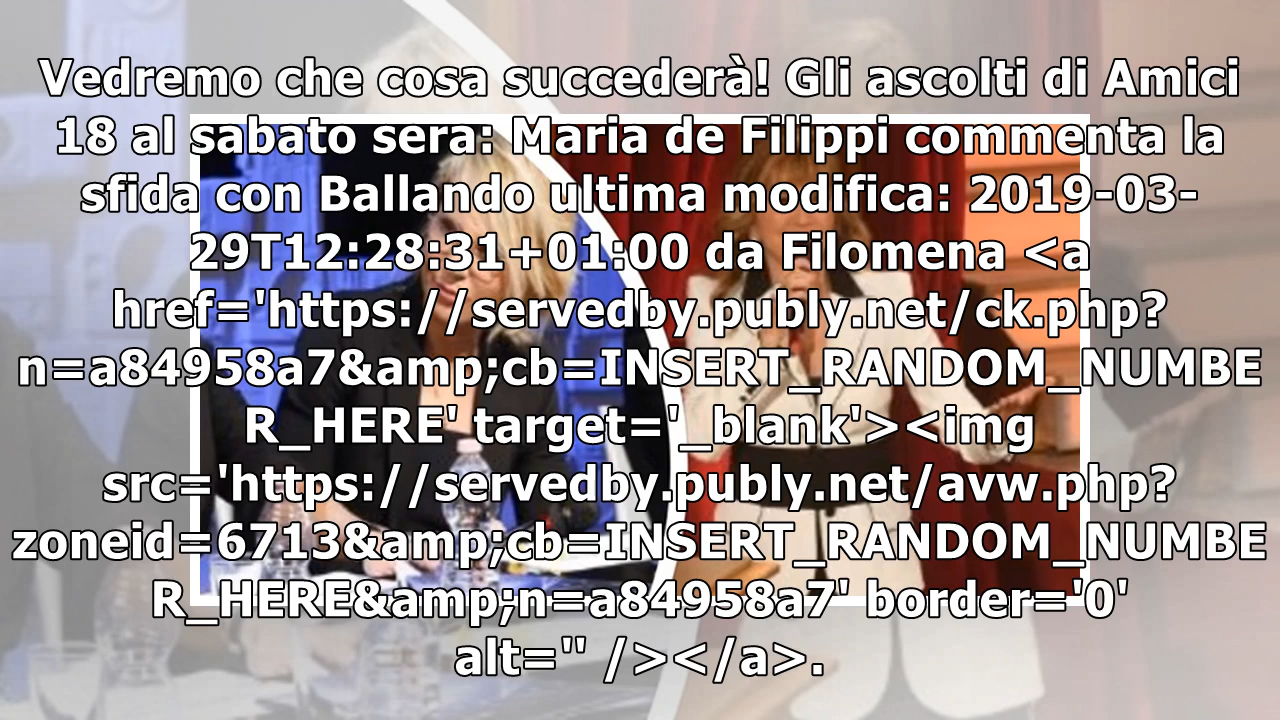 Vedremo che cosa succederà! Gli ascolti di Amici
18 al sabato sera: Maria de Filippi commenta la
sfida con Ballando ultima modifica: 2019-03-
29T12:28:31+01:00 da Filomena <a
href='https://servedby.publy.net/ck.php?
n=a84958a7&amp;cb=INSERT_RANDOM_NUMBE
R_HERE' target='_blank'><img
src='https://servedby.publy.net/avw.php?
zoneid=6713&amp;cb=INSERT_RANDOM_NUMBE
R_HERE&amp;n=a84958a7' border='0'
alt='' /></a>.